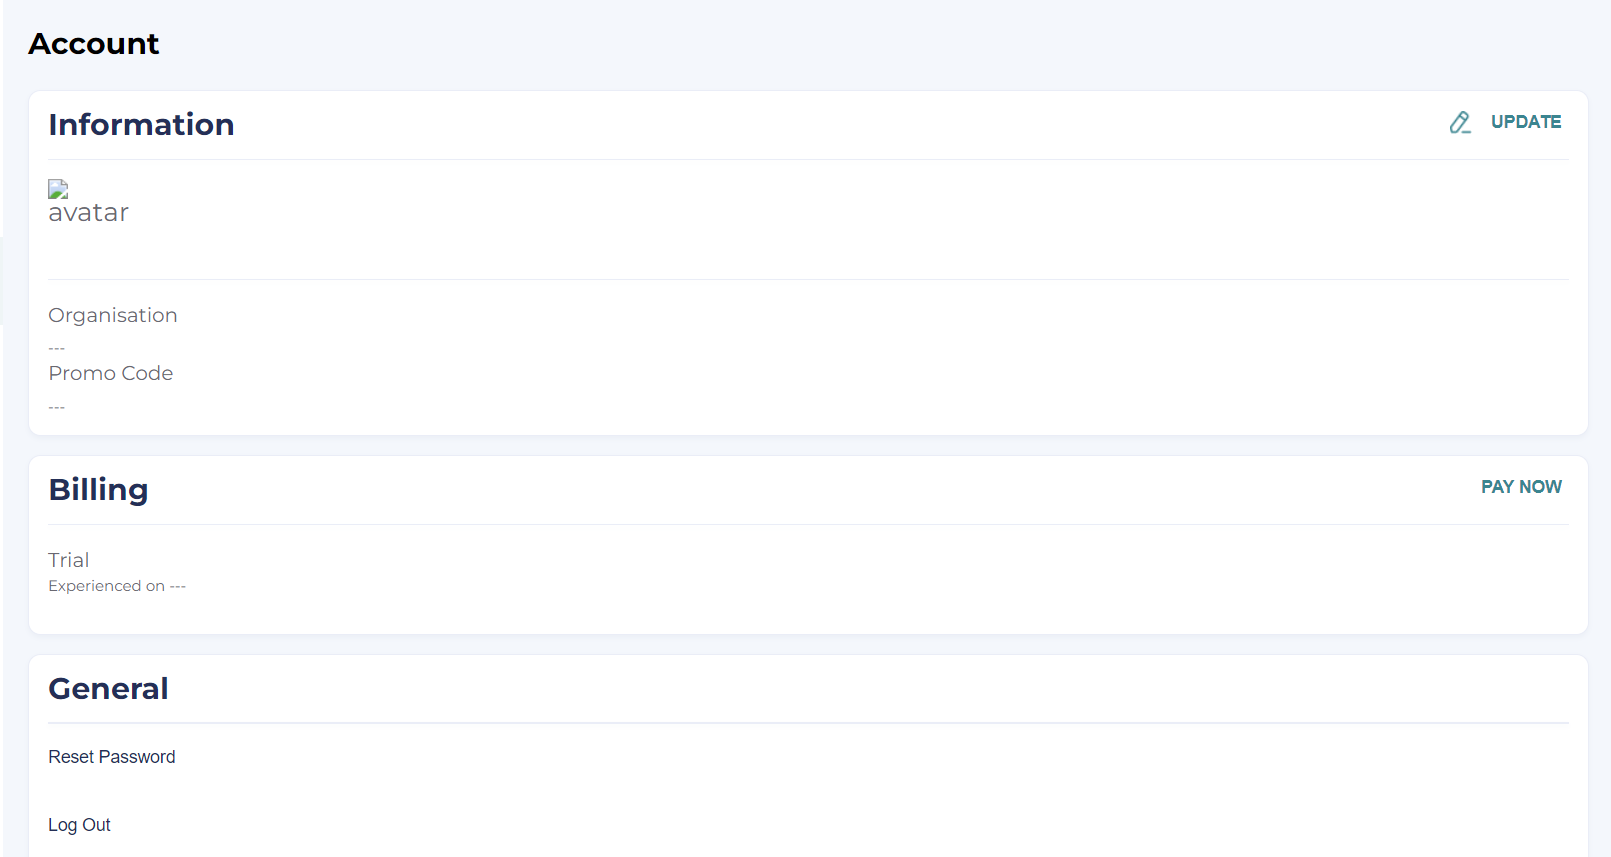 Account
Information
UPDATE
avatar
Organisation
---
Promo Code
---
Billing
PAY NOW
Trial
Experienced on ---
General
Reset Password
Log Out